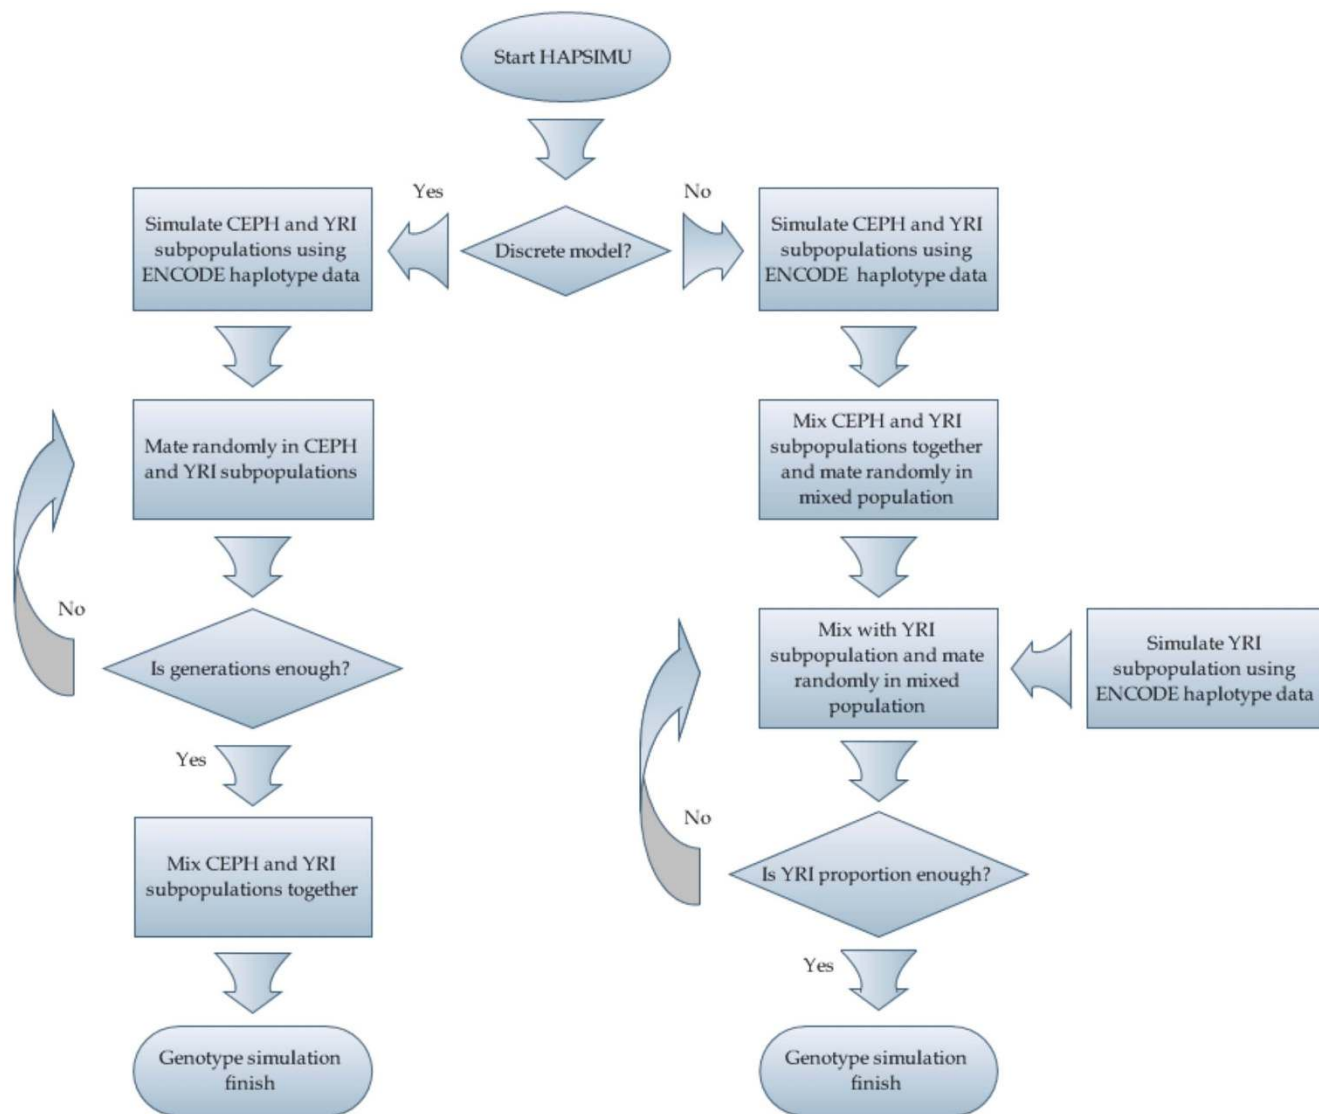 Start HAPSIMU
Yes
No
Discrete model?
Simulate CEPH and YRI
subpopulations using
ENCODE haplotype data
Simulate CEPH and YRI
subpopulations using
ENCODE haplotype data
Mate randomly in CEPH
and YRI subpopulations
Mix CEPH and YRI
subpopulations together
and mate randomly in
mixed population
No
Is generations enough?
Mix with YRI
subpopulation and mate
randomly in mixed
population
Simulate YRI
subpopulation using
ENCODE haplotype data
Yes
No
Mix CEPH and YRI
subpopulations together
Is YRI proportion enough?
Yes
Genotype simulation
finish
Genotype simulation
finish